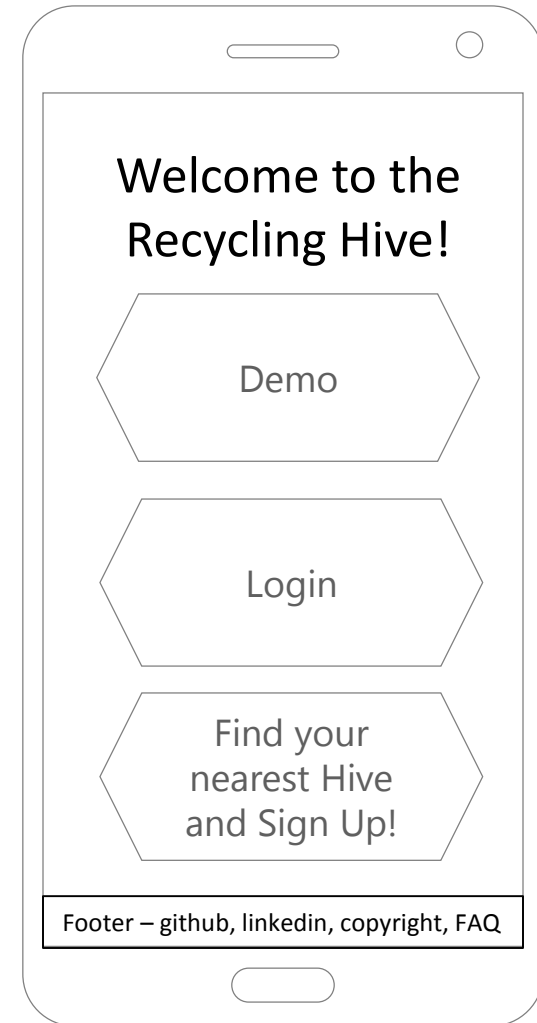 Welcome to the
Recycling Hive!
Demo
Login
Find your
nearest Hive
and Sign Up!
Footer – github, linkedin, copyright, FAQ